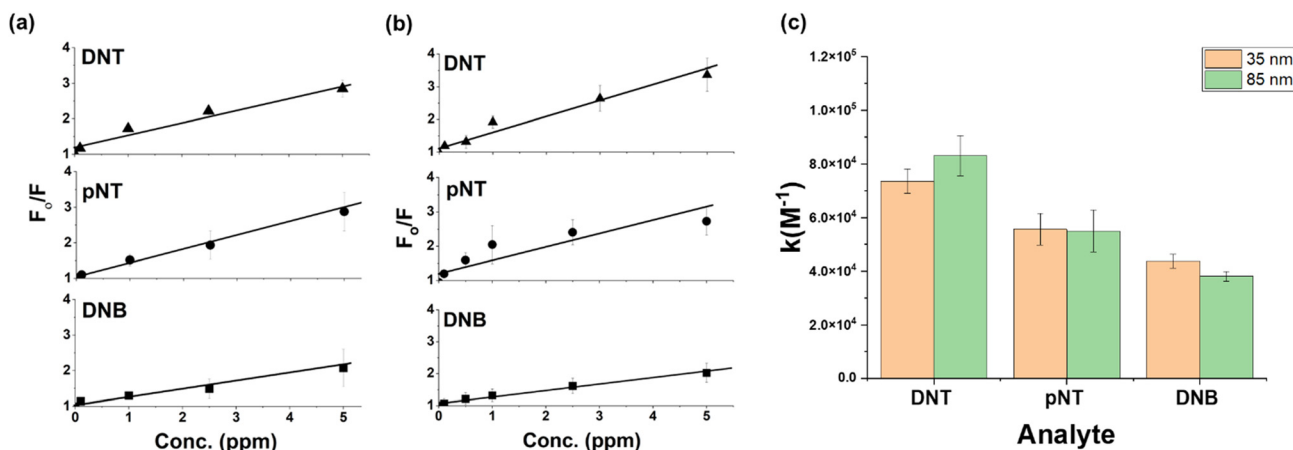 (a)
DNT
4
3
2
1
pNT
4
3
2
1
DNB
4
3
2
1
0 1 2 3 4 5
F₀/F
Conc. (ppm)
(b)
DNT
4
3
2
1
pNT
4
3
2
1
DNB
4
3
2
1
0 1 2 3 4 5
F₀/F
Conc. (ppm)
(c)
35 nm
85 nm
1.2×10⁵
1.0×10⁵
8.0×10⁴
6.0×10⁴
4.0×10⁴
2.0×10⁴
0.0
k(M⁻¹)
DNT pNT DNB
Analyte